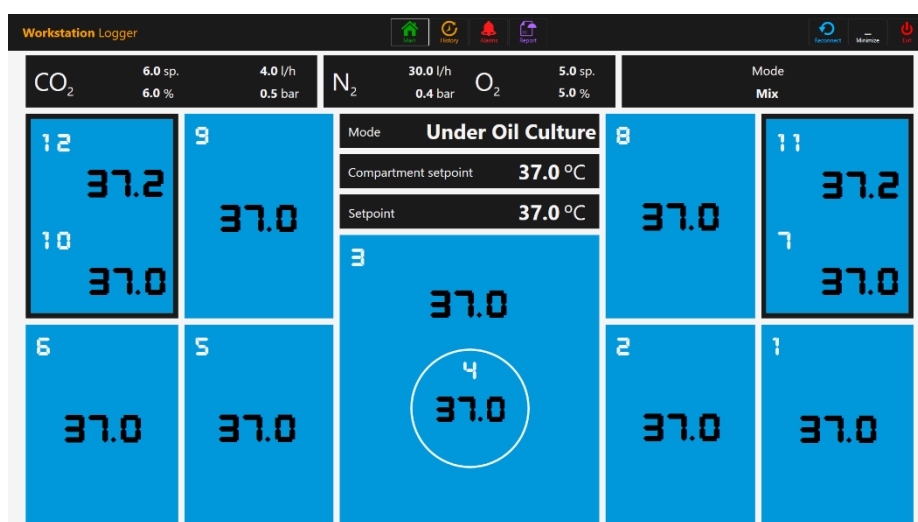 Workstation Logger
Main History Alarms Report
Reconnect Minimize Exit
CO2 6.0 sp. 4.0 l/h
6.0 % 0.5 bar
N2 30.0 l/h
0.4 bar
O2 5.0 sp.
5.0 %
Mode
Mix
12
37.2
10
37.0
9
37.0
Mode Under Oil Culture
Compartment setpoint 37.0 ºC
Setpoint 37.0 ºC
3
37.0
4
37.0
8
37.0
11
37.2
7
37.0
6
37.0
5
37.0
2
37.0
1
37.0